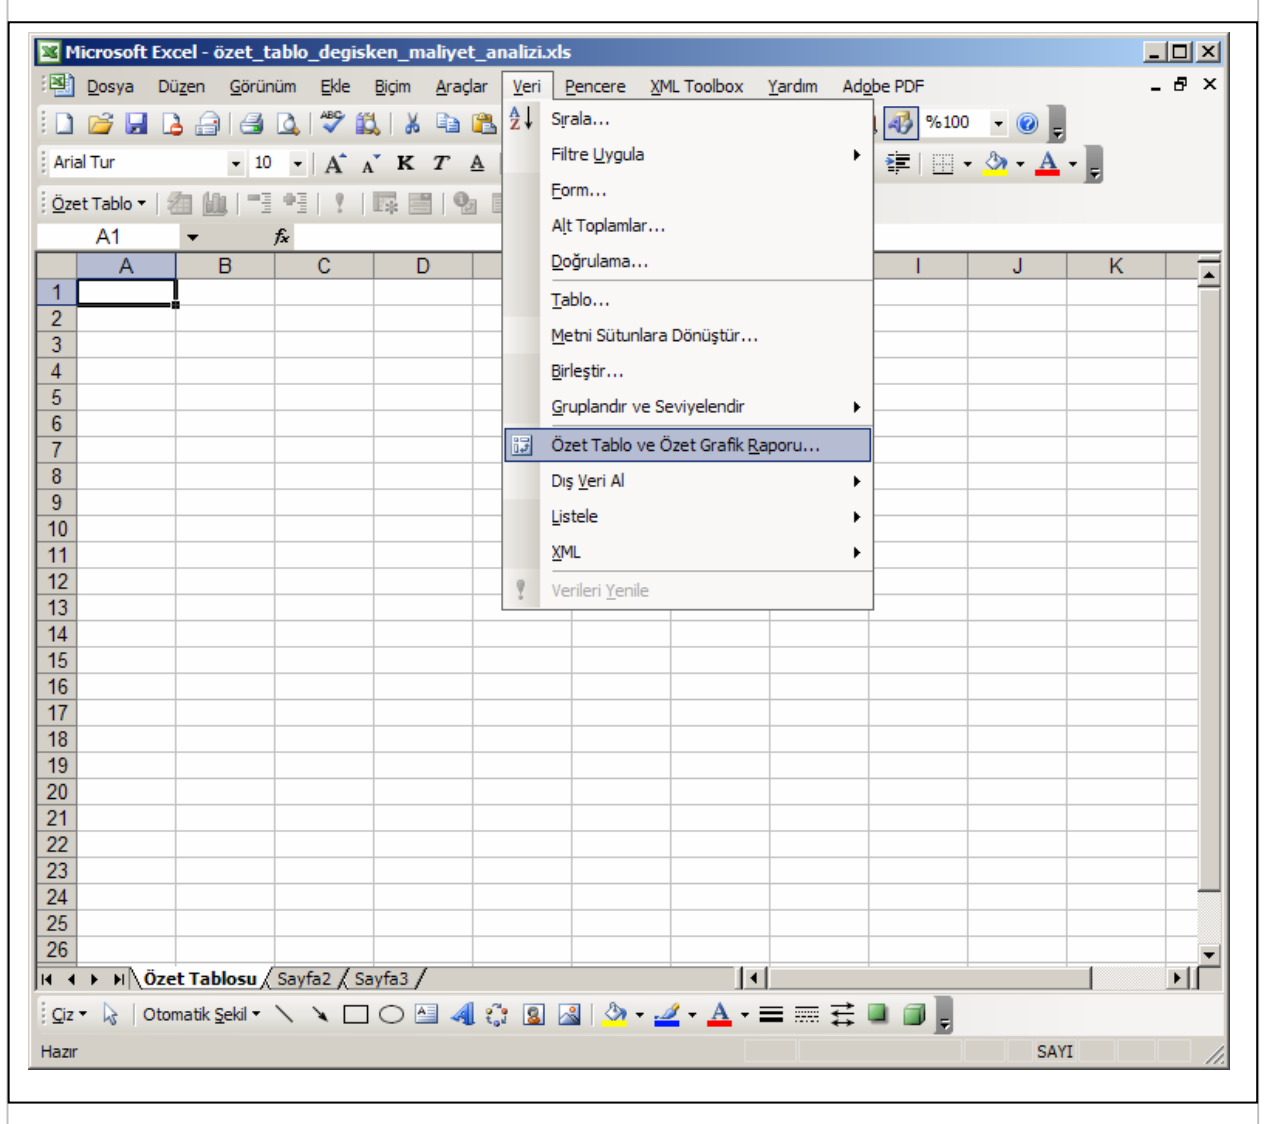 Microsoft Excel - özet_tablo_degisken_maliyet_analizi.xls
Dosya Düzen Görünüm Ekle Biçim Araçlar Veri Pencere XML Toolbox Yardım Adobe PDF
%100
Arial Tur 10 A A K T A A
Özet Tablo
A1 fx
Sırala...
Filtre Uygula
Form...
Alt Toplamlar...
Doğrulama...
Tablo...
Metni Sütunlara Dönüştür...
Birleştir...
Gruplandır ve Seviyelendir
Özet Tablo ve Özet Grafik Raporu...
Dış Veri Al
Listele
XML
Verileri Yenile
A B C D I J K
1
2
3
4
5
6
7
8
9
10
11
12
13
14
15
16
17
18
19
20
21
22
23
24
25
26
Özet Tablosu Sayfa2 Sayfa3
Çiz Otomatik Şekil
Hazır SAYI